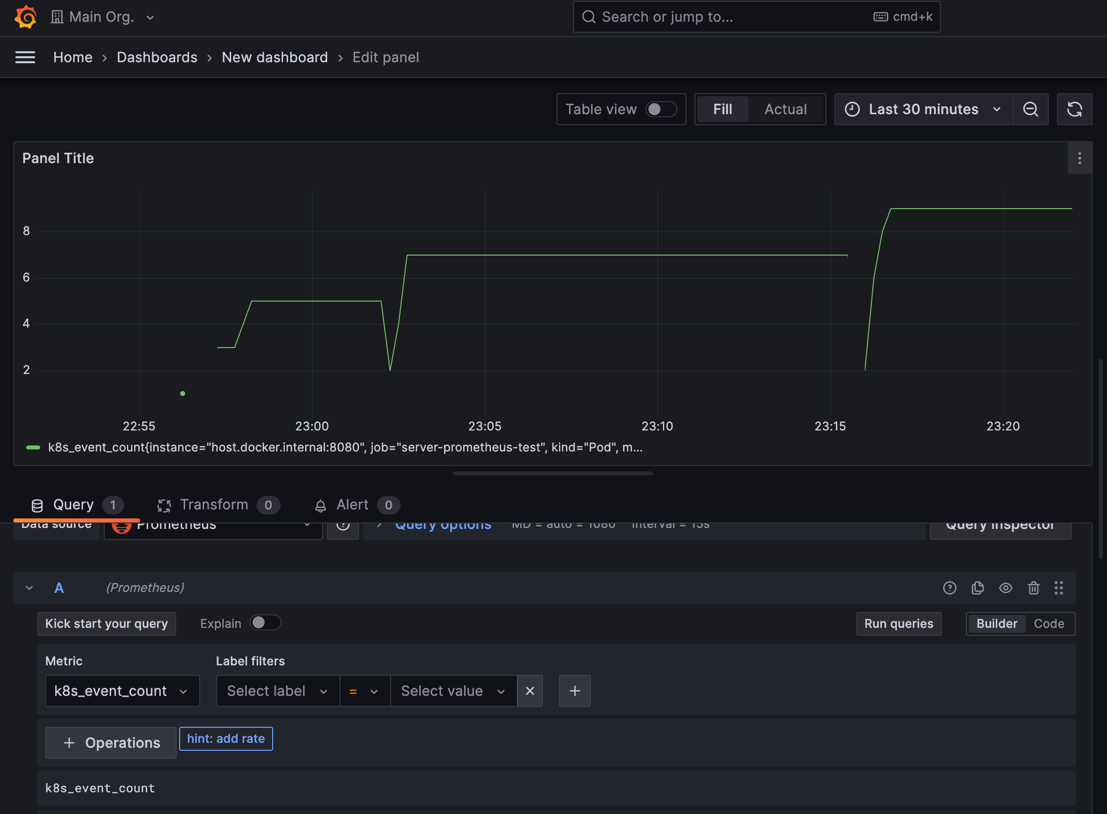 Main Org.
Search or jump to...
cmd+k
Home > Dashboards > New dashboard > Edit panel
Table view
Fill
Actual
Last 30 minutes
Panel Title
8
6
4
2
22:55
23:00
23:05
23:10
23:15
23:20
k8s_event_count{instance="host.docker.internal:8080", job="server-prometheus-test", kind="Pod", m...
Query 1
Transform 0
Alert 0
Data source
Prometheus
Query options
MD = auto = 1080
Interval = 15s
Query inspector
A
(Prometheus)
Kick start your query
Explain
Run queries
Builder
Code
Metric
Label filters
k8s_event_count
Select label
=
Select value
+ Operations
hint: add rate
k8s_event_count